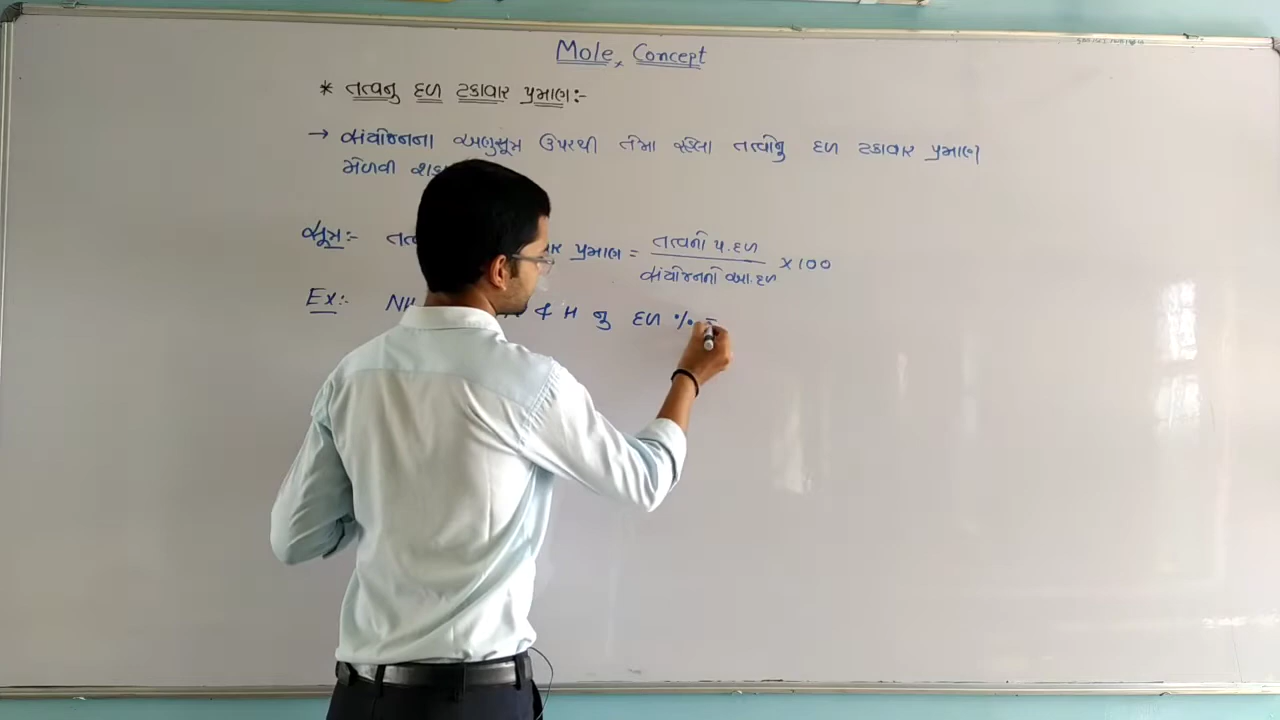 Mole Concept
* તત્વનુ દળ ટકાવાર પ્રમાણ:-
→ સંયોજનના અણુસૂત્ર ઉપરથી તેમા રહેલા તત્વોનુ દળ ટકાવાર પ્રમાણ
મેળવી
સૂત્ર:- પ્રમાણ = તત્વનો પ.દળ
સંયોજનનો આ.દળ × 100
Ex:- & H નુ દળ % =